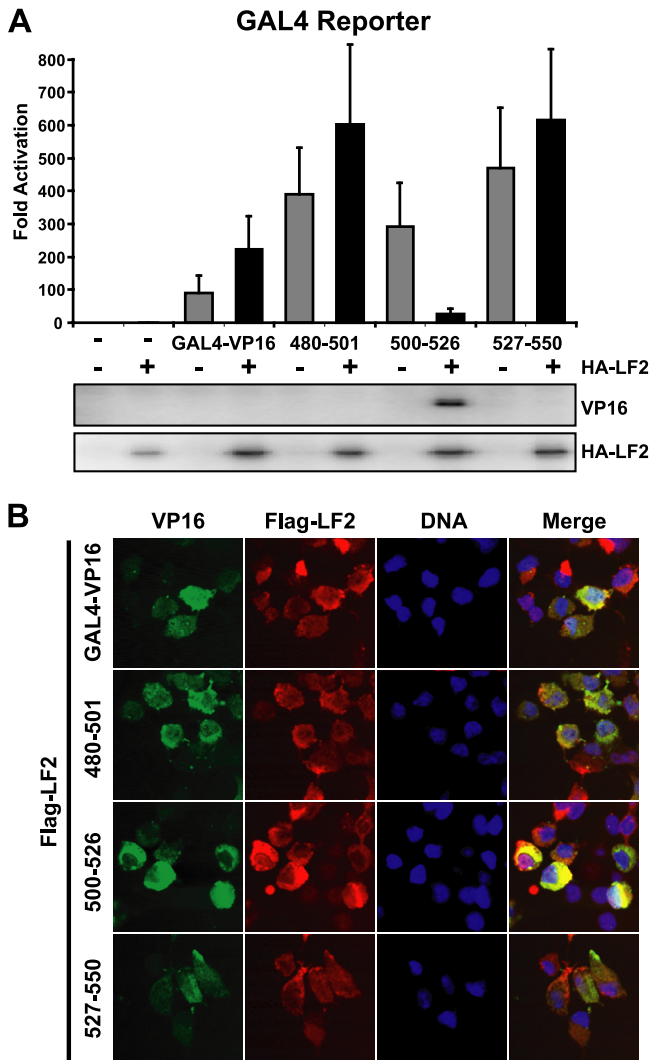 A
GAL4 Reporter
Fold Activation
800
700
600
500
400
300
200
100
0
- - GAL4-VP16 480-501 500-526 527-550
+ - + - + - + - + HA-LF2
VP16
HA-LF2
B
VP16 Flag-LF2 DNA Merge
Flag-LF2
GAL4-VP16
480-501
500-526
527-550